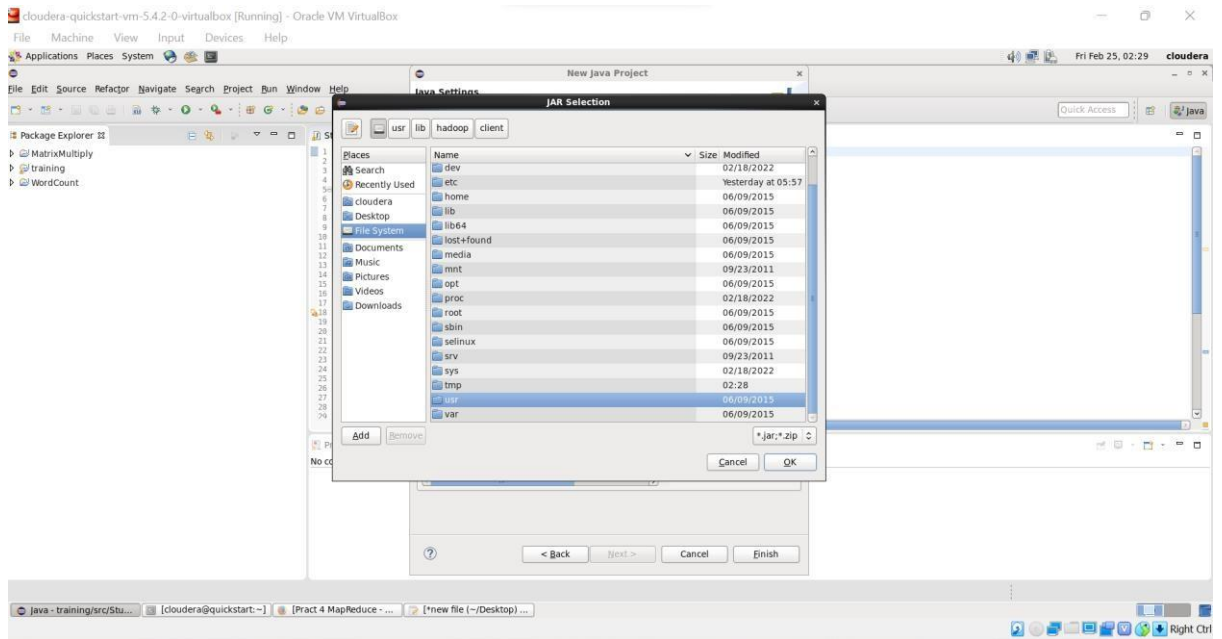 cloudera-quickstart-vm-5.4.2-0-virtualbox [Running] - Oracle VM VirtualBox
File Machine View Input Devices Help
Applications Places System Fri Feb 25, 02:29 cloudera
New Java Project
File Edit Source Refactor Navigate Search Project Run Window Help
Java Settings
JAR Selection
Quick Access Java
Package Explorer
usr lib hadoop client
MatrixMultiply
training
WordCount
Places
Search
Recently Used
cloudera
Desktop
File System
Documents
Music
Pictures
Videos
Downloads
Name Size Modified
dev 02/18/2022
etc Yesterday at 05:57
home 06/09/2015
lib 06/09/2015
lib64 06/09/2015
lost+found 06/09/2015
media 06/09/2015
mnt 09/23/2011
opt 06/09/2015
proc 02/18/2022
root 06/09/2015
sbin 06/09/2015
selinux 06/09/2015
srv 09/23/2011
sys 02/18/2022
tmp 02:28
usr 06/09/2015
var 06/09/2015
Add Remove *.jar;*.zip
Cancel OK
< Back Next > Cancel Finish
Java - training/src/Stu... [cloudera@quickstart:~] [Pract 4 MapReduce - ... [*new file (~/Desktop) ...
Right Ctrl